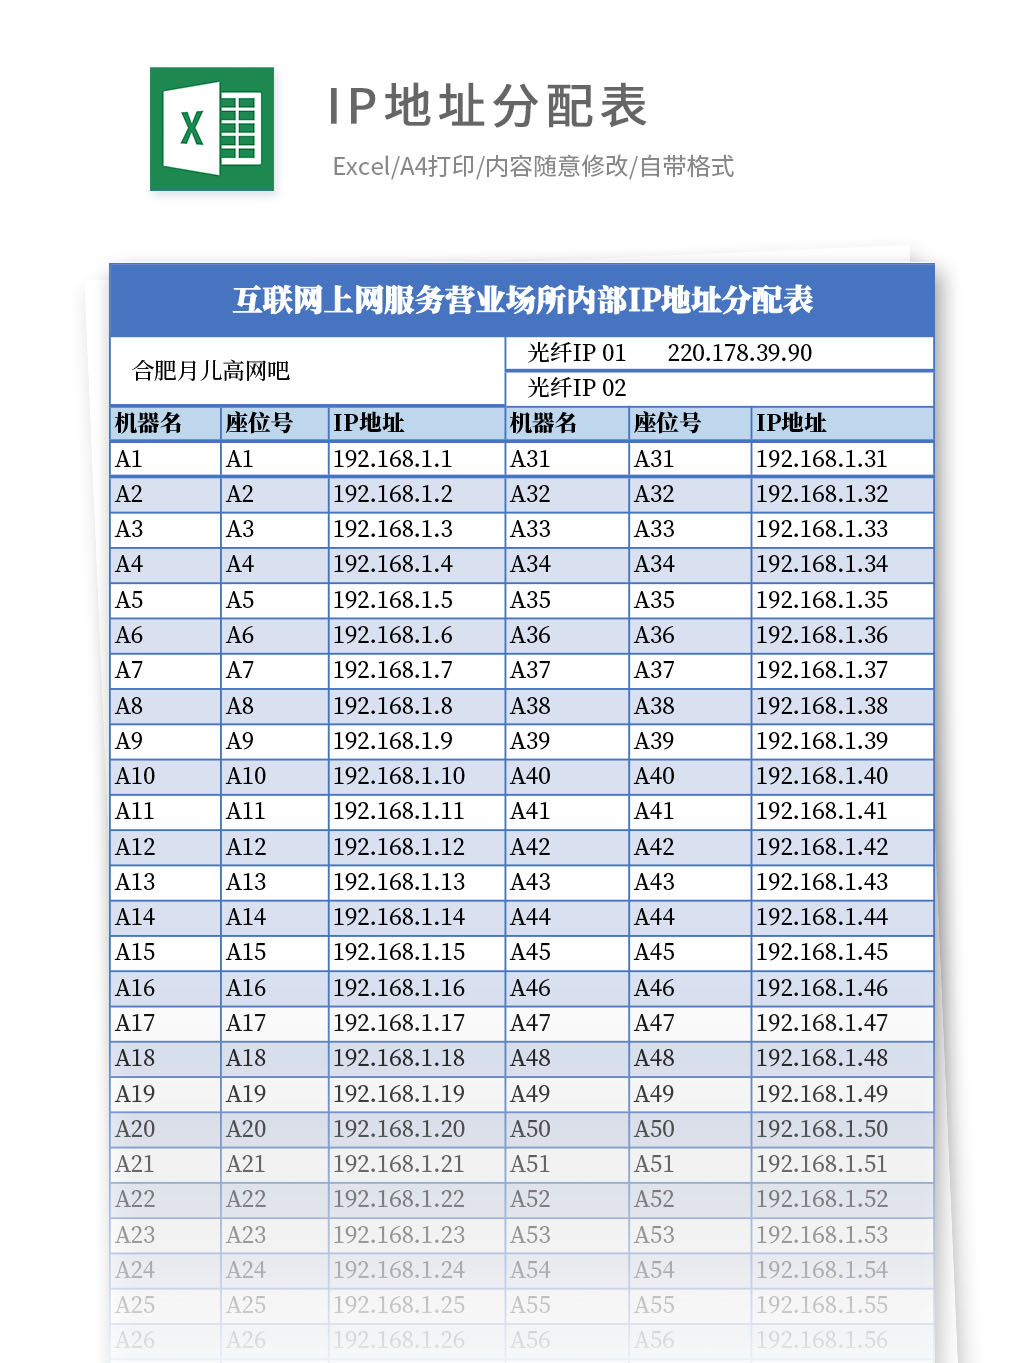 X
IP地址分配表
Excel/A4打印/内容随意修改/自带格式
互联网上网服务营业场所内部IP地址分配表
合肥月儿高网吧
光纤IP 01 220.178.39.90
光纤IP 02
机器名 座位号 IP地址 机器名 座位号 IP地址
A1 A1 192.168.1.1 A31 A31 192.168.1.31
A2 A2 192.168.1.2 A32 A32 192.168.1.32
A3 A3 192.168.1.3 A33 A33 192.168.1.33
A4 A4 192.168.1.4 A34 A34 192.168.1.34
A5 A5 192.168.1.5 A35 A35 192.168.1.35
A6 A6 192.168.1.6 A36 A36 192.168.1.36
A7 A7 192.168.1.7 A37 A37 192.168.1.37
A8 A8 192.168.1.8 A38 A38 192.168.1.38
A9 A9 192.168.1.9 A39 A39 192.168.1.39
A10 A10 192.168.1.10 A40 A40 192.168.1.40
A11 A11 192.168.1.11 A41 A41 192.168.1.41
A12 A12 192.168.1.12 A42 A42 192.168.1.42
A13 A13 192.168.1.13 A43 A43 192.168.1.43
A14 A14 192.168.1.14 A44 A44 192.168.1.44
A15 A15 192.168.1.15 A45 A45 192.168.1.45
A16 A16 192.168.1.16 A46 A46 192.168.1.46
A17 A17 192.168.1.17 A47 A47 192.168.1.47
A18 A18 192.168.1.18 A48 A48 192.168.1.48
A19 A19 192.168.1.19 A49 A49 192.168.1.49
A20 A20 192.168.1.20 A50 A50 192.168.1.50
A21 A21 192.168.1.21 A51 A51 192.168.1.51
A22 A22 192.168.1.22 A52 A52 192.168.1.52
A23 A23 192.168.1.23 A53 A53 192.168.1.53
A24 A24 192.168.1.24 A54 A54 192.168.1.54
A25 A25 192.168.1.25 A55 A55 192.168.1.55
A26 A26 192.168.1.26 A56 A56 192.168.1.56